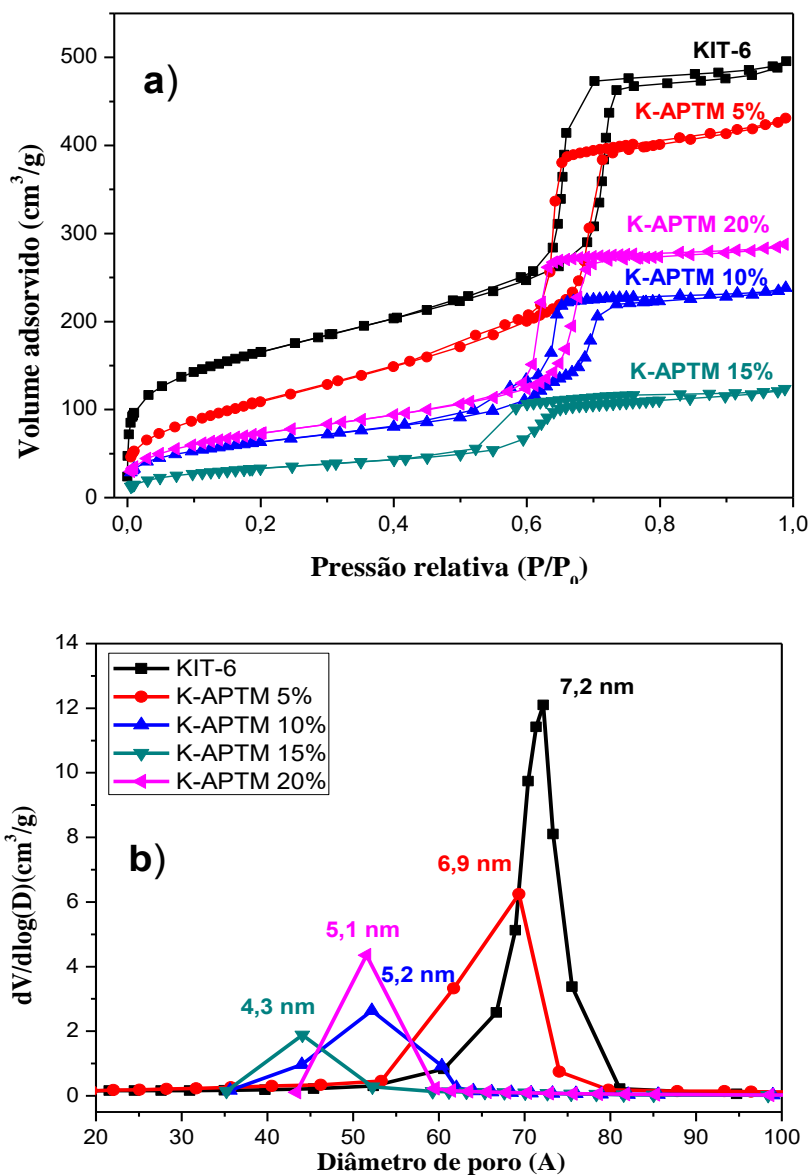 a)
KIT-6
K-APTM 5%
K-APTM 20%
K-APTM 10%
K-APTM 15%
Volume adsorvido (cm³/g)
500
400
300
200
100
0
0,0
0,2
0,4
0,6
0,8
1,0
Pressão relativa (P/P₀)
b)
KIT-6
K-APTM 5%
K-APTM 10%
K-APTM 15%
K-APTM 20%
7,2 nm
6,9 nm
5,1 nm
5,2 nm
4,3 nm
dV/dlog(D)(cm³/g)
14
12
10
8
6
4
2
0
20
30
40
50
60
70
80
90
100
Diâmetro de poro (A)